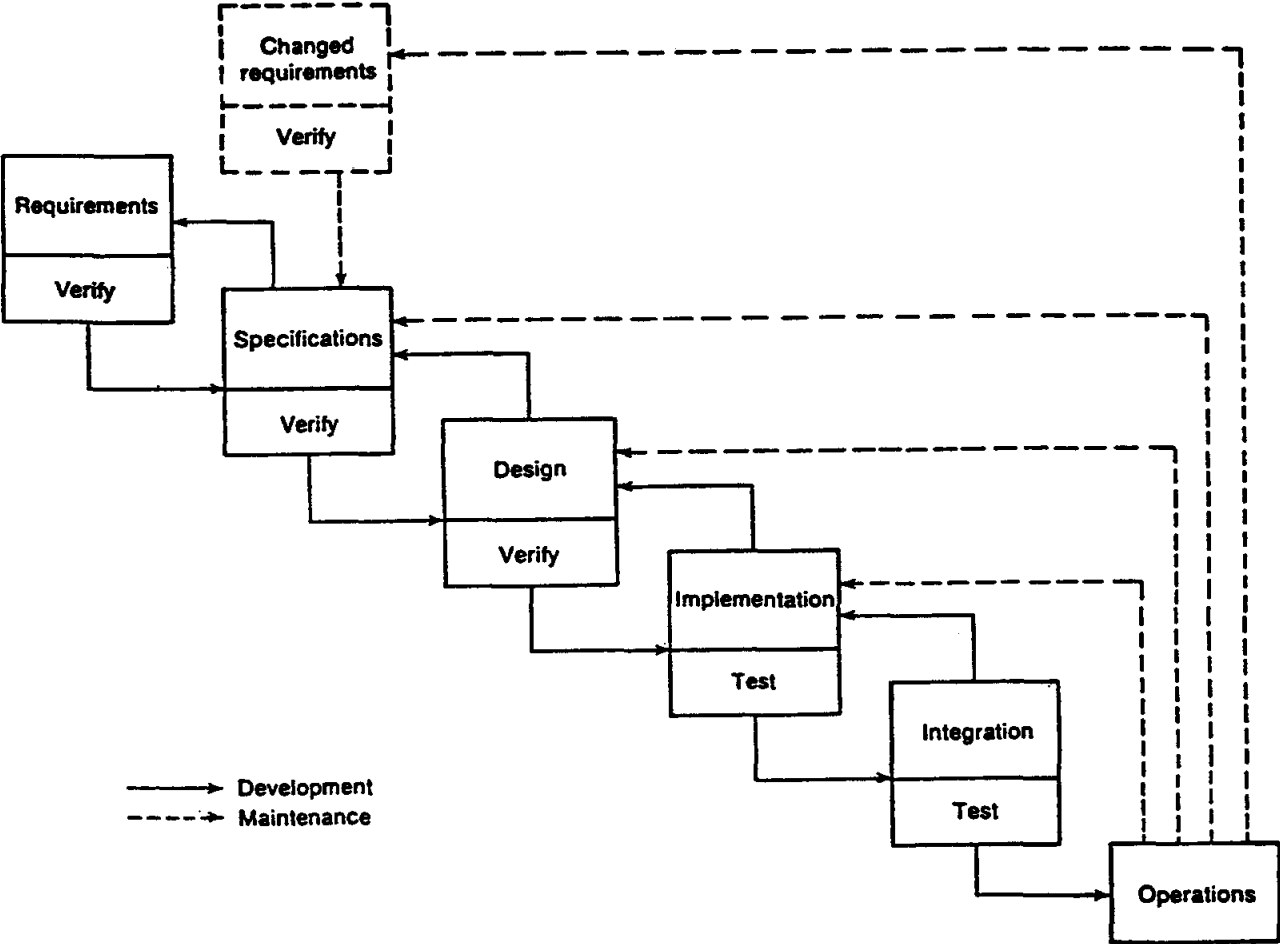 Changed
requirements
Verify
Requirements
Verify
Specifications
Verify
Design
Verify
Implementation
Test
Integration
Test
Operations
Development
Maintenance